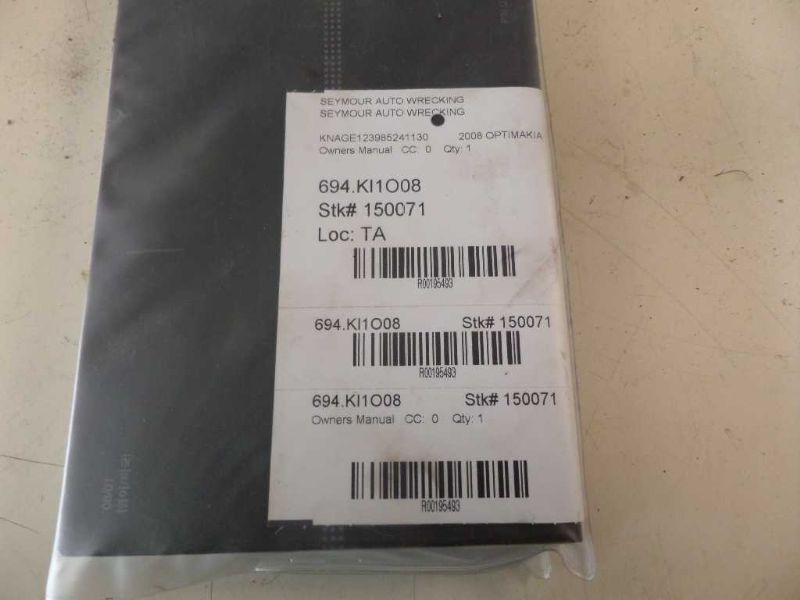 SEYMOUR AUTO WRECKING
SEYMOUR AUTO WRECKING
KNAGE123985241130 2008 OPTIMAKIA
Owners Manual CC: 0 Qty: 1
694.KI1O08
Stk# 150071
Loc: TA
R00195493
694.KI1O08 Stk# 150071
R00195493
694.KI1O08 Stk# 150071
Owners Manual CC: 0 Qty: 1
R00195493